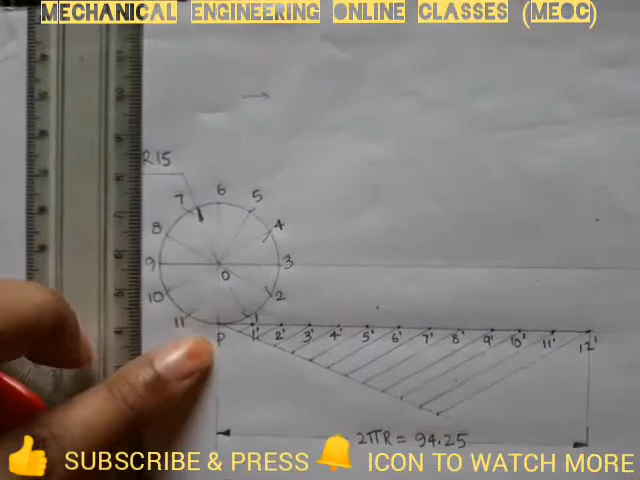 MECHANICAL ENGINEERING ONLINE CLASSES (MEOC)
R15
6
7 5
8 4
9 3
O
10 2
11 1
P 1' 2' 3' 4' 5' 6' 7' 8' 9' 10' 11' 12'
2πR = 94.25
SUBSCRIBE & PRESS ICON TO WATCH MORE